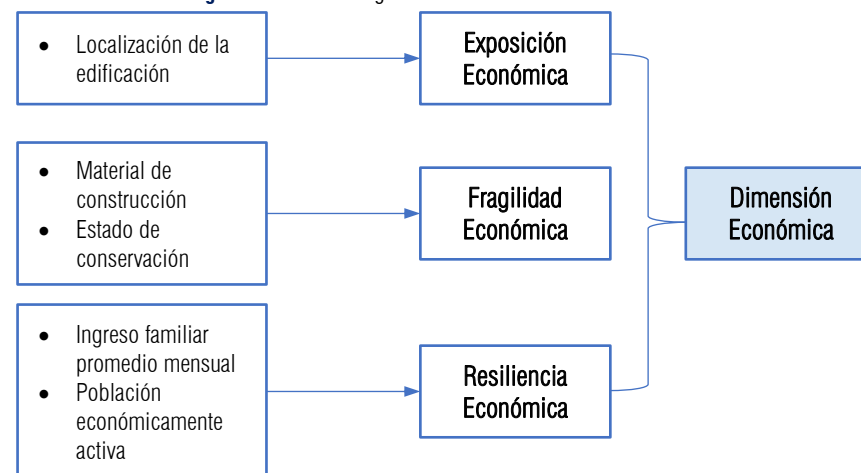 • Localización de la
edificación
Exposición
Económica
• Material de
construcción
• Estado de
conservación
Fragilidad
Económica
Dimensión
Económica
• Ingreso familiar
promedio mensual
• Población
económicamente
activa
Resiliencia
Económica